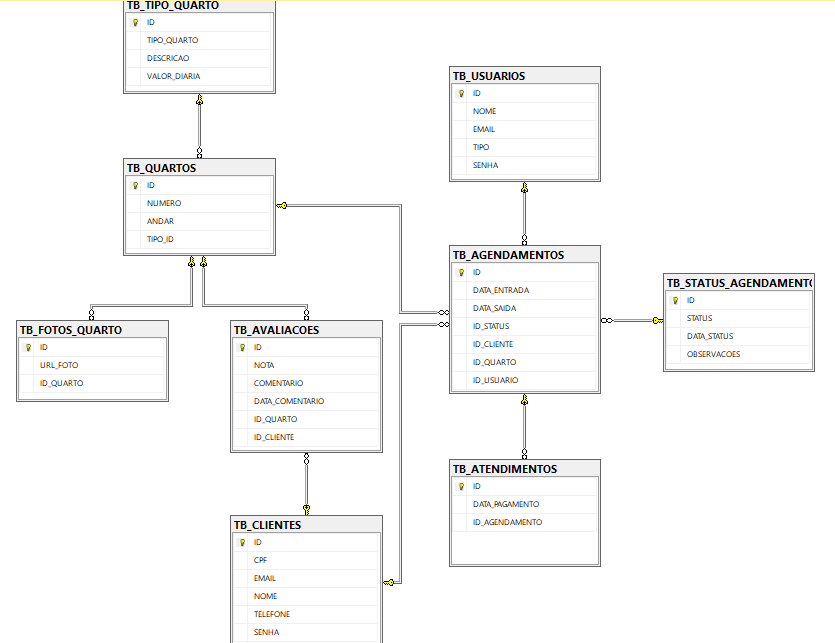 TB_TIPO_QUARTO
ID
TIPO_QUARTO
DESCRICAO
VALOR_DIARIA
TB_USUARIOS
ID
NOME
EMAIL
TIPO
SENHA
TB_QUARTOS
ID
NUMERO
ANDAR
TIPO_ID
TB_AGENDAMENTOS
ID
DATA_ENTRADA
DATA_SAIDA
ID_STATUS
ID_CLIENTE
ID_QUARTO
ID_USUARIO
TB_STATUS_AGENDAMENTO
ID
STATUS
DATA_STATUS
OBSERVACOES
TB_FOTOS_QUARTO
ID
URL_FOTO
ID_QUARTO
TB_AVALIACOES
ID
NOTA
COMENTARIO
DATA_COMENTARIO
ID_QUARTO
ID_CLIENTE
TB_ATENDIMENTOS
ID
DATA_PAGAMENTO
ID_AGENDAMENTO
TB_CLIENTES
ID
CPF
EMAIL
NOME
TELEFONE
SENHA